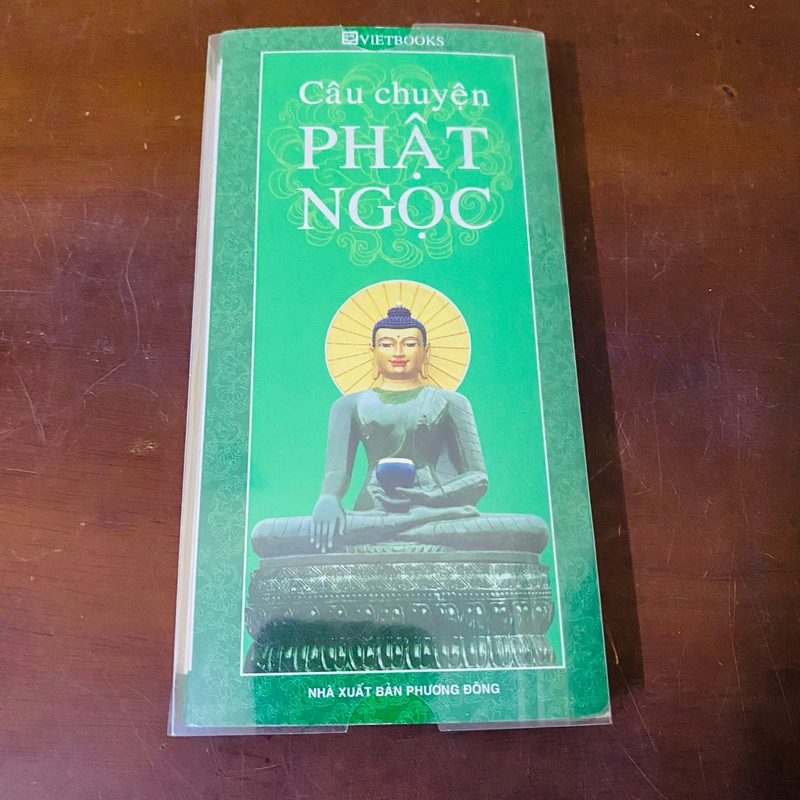 VIETBOOKS
Câu chuyện
PHẬT
NGỌC
NHÀ XUẤT BẢN PHƯƠNG ĐÔNG